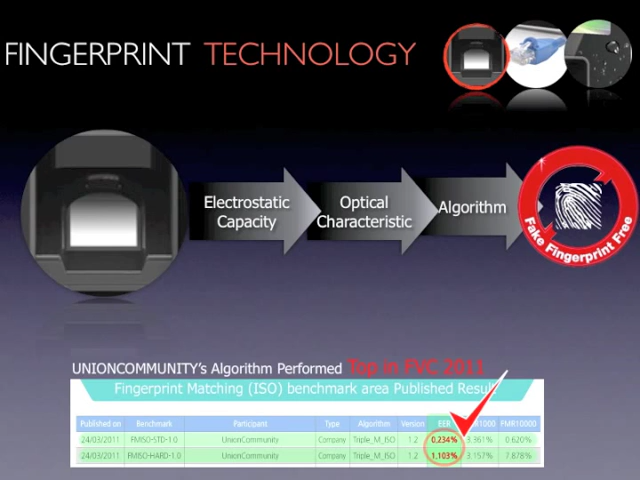 FINGERPRINT TECHNOLOGY
Electrostatic
Capacity
Optical
Characteristic
Algorithm
Fake Fingerprint Free
UNIONCOMMUNITY's Algorithm Performed Top in FVC 2011
Fingerprint Matching (ISO) benchmark area Published
Published on Benchmark Participant Type Algorithm Version EER FMR10000
24/03/2011 FMISO-STD-1.0 UnionCommunity Company Triple_M_ISO 1.2 0,234% 3.361% 0.620%
24/03/2011 FMISO-HARD-1.0 UnionCommunity Company Triple_M_ISO 1.2 1,103% 3.157% 7.878%